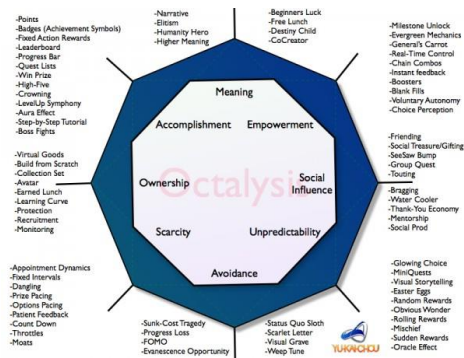 -Points
-Badges (Achievement Symbols)
-Fixed Action Rewards
-Leaderboard
-Progress Bar
-Quest Lists
-Win Prize
-High-Five
-Crowning
-LevelUp Symphony
-Aura Effect
-Step-by-Step Tutorial
-Boss Fights
-Narrative
-Elitism
-Humanity Hero
-Higher Meaning
-Beginners Luck
-Free Lunch
-Destiny Child
-CoCreator
-Milestone Unlock
-Evergreen Mechanics
-General's Carrot
-Real-Time Control
-Chain Combos
-Instant feedback
-Boosters
-Blank Fills
-Voluntary Autonomy
-Choice Perception
Meaning
Accomplishment
Empowerment
Ownership
Octalysis
Social
Influence
Scarcity
Unpredictability
Avoidance
-Virtual Goods
-Build from Scratch
-Collection Set
-Avatar
-Earned Lunch
-Learning Curve
-Protection
-Recruitment
-Monitoring
-Friending
-Social Treasure/Gifting
-SeeSaw Bump
-Group Quest
-Touting
-Bragging
-Water Cooler
-Thank-You Economy
-Mentorship
-Social Prod
-Appointment Dynamics
-Fixed Intervals
-Dangling
-Prize Pacing
-Options Pacing
-Patient Feedback
-Count Down
-Throttles
-Moats
-Sunk-Cost Tragedy
-Progress Loss
-FOMO
-Evanescence Opportunity
-Status Quo Sloth
-Scarlet Letter
-Visual Grave
-Weep Tune
-Glowing Choice
-MiniQuests
-Visual Storytelling
-Easter Eggs
-Random Rewards
-Obvious Wonder
-Rolling Rewards
-Mischief
-Sudden Rewards
-Oracle Effect
YUKAICHOU